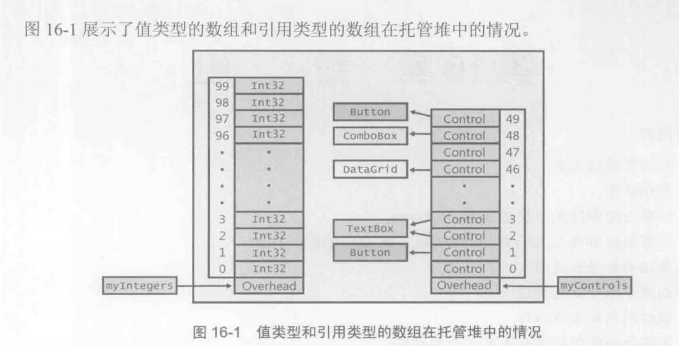 图 16-1 展示了值类型的数组和引用类型的数组在托管堆中的情况。
99 Int32
98 Int32
97 Int32
96 Int32
3 Int32
2 Int32
1 Int32
0 Int32
Overhead
myIntegers
Button
ComboBox
DataGrid
TextBox
Button
Control 49
Control 48
Control 47
Control 46
Control 3
Control 2
Control 1
Control 0
Overhead
myControls
图 16-1 值类型和引用类型的数组在托管堆中的情况